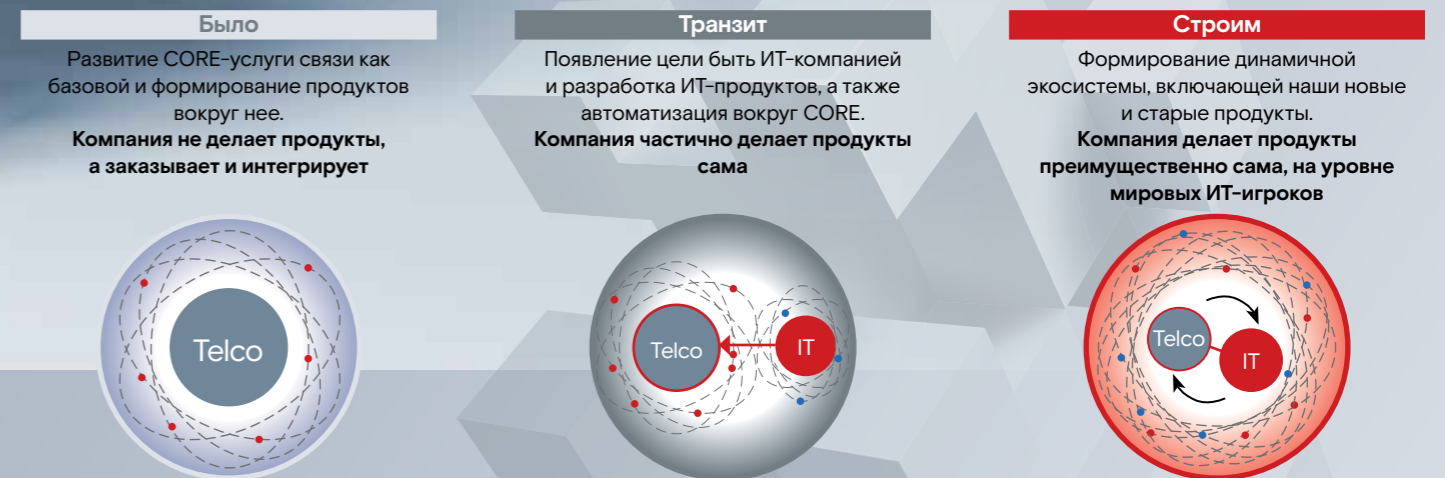 Было
Развитие CORE-услуги связи как
базовой и формирование продуктов
вокруг нее.
Компания не делает продукты,
а заказывает и интегрирует
Telco
Транзит
Появление цели быть ИТ-компанией
и разработка ИТ-продуктов, а также
автоматизация вокруг CORE.
Компания частично делает продукты
сама
Telco
IT
Строим
Формирование динамичной
экосистемы, включающей наши новые
и старые продукты.
Компания делает продукты
преимущественно сама, на уровне
мировых ИТ-игроков
Telco
IT